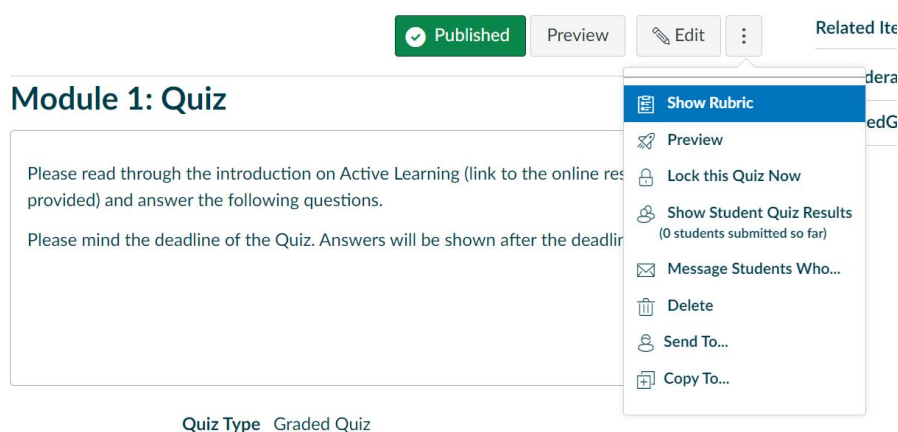 Published
Preview
Edit
Related
Module 1: Quiz
Please read through the introduction on Active Learning (link to the online
provided) and answer the following questions.
Please mind the deadline of the Quiz. Answers will be shown after the
Show Rubric
Preview
Lock this Quiz Now
Show Student Quiz Results
(0 students submitted so far)
Message Students Who...
Delete
Send To...
Copy To...
Quiz Type Graded Quiz